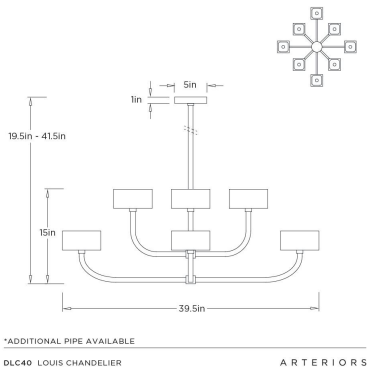 5in
1in
19.5in - 41.5in
15in
39.5in
*ADDITIONAL PIPE AVAILABLE
DLC40 LOUIS CHANDELIER
ARTERIORS